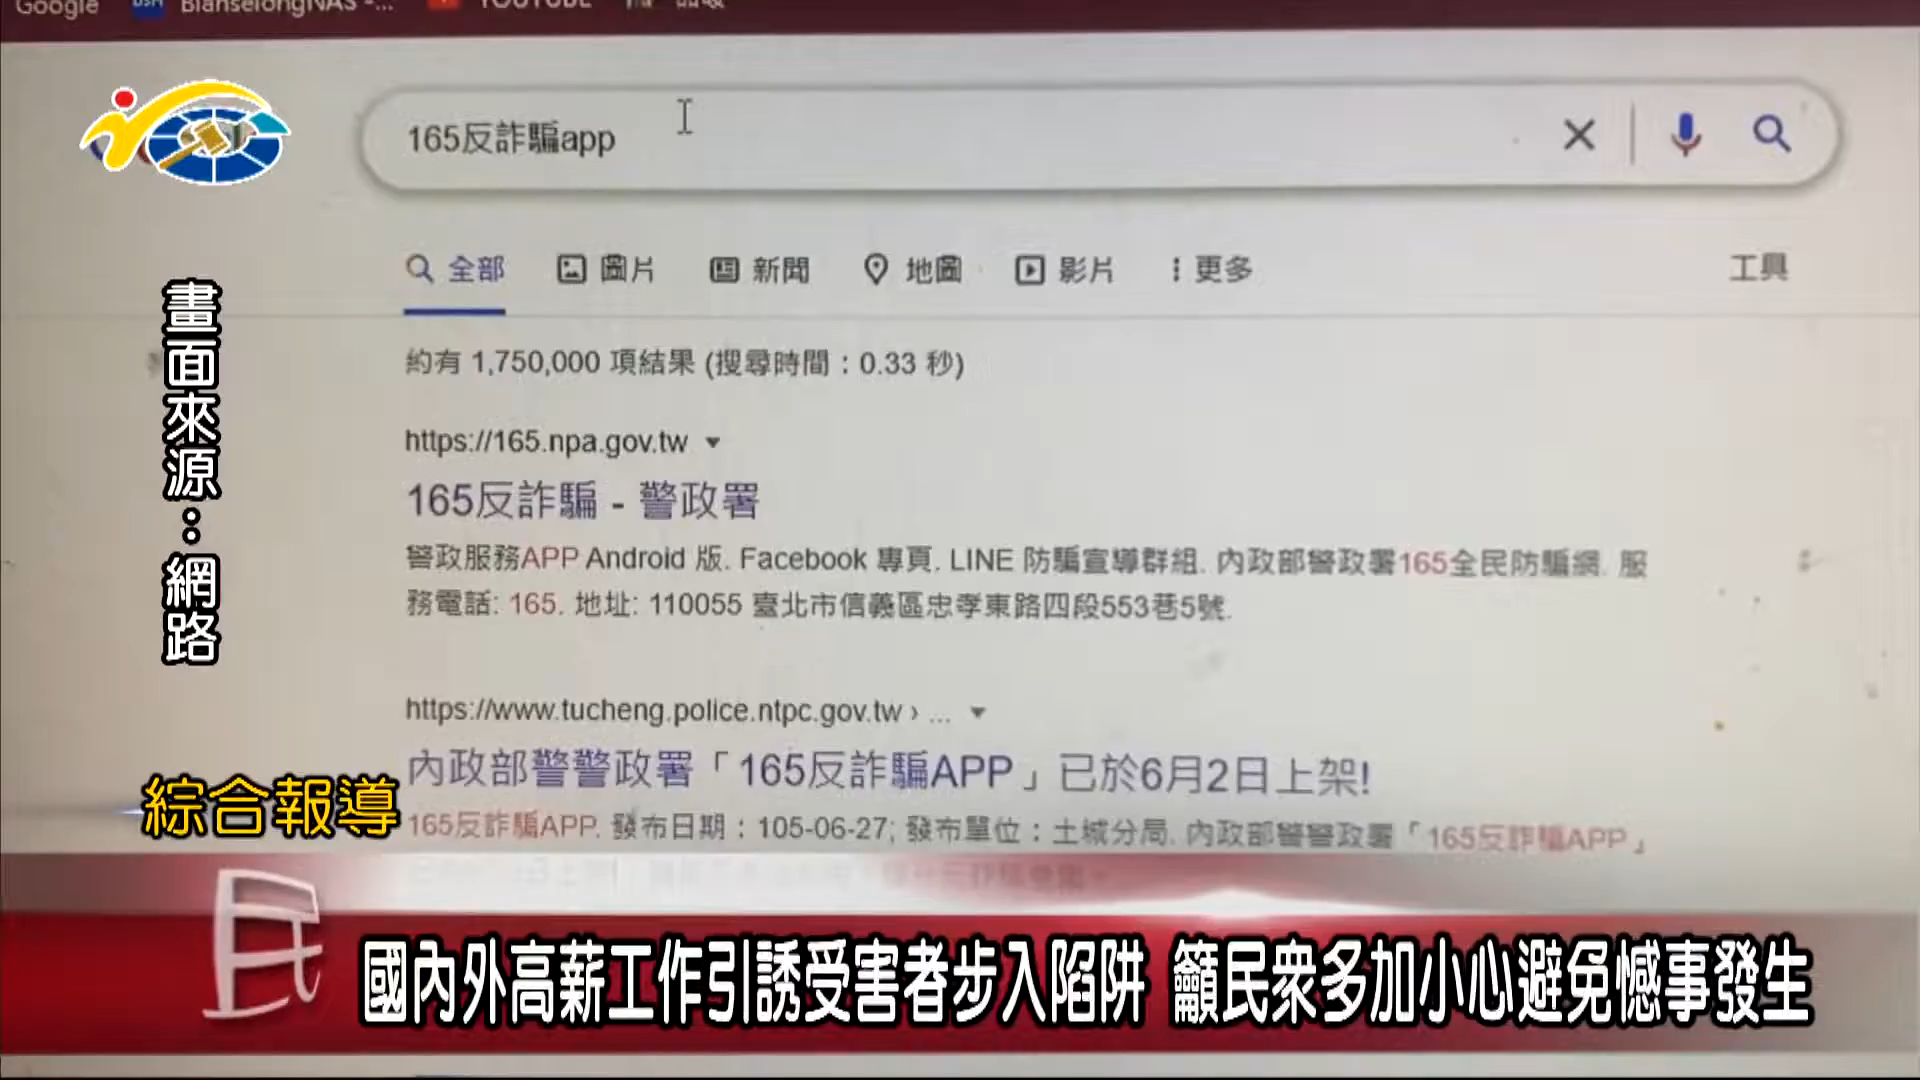 Google BianselongNAS -... YOUTUBE
165反詐騙app
全部 圖片 新聞 地圖 影片 更多 工具
約有 1,750,000 項結果 (搜尋時間：0.33 秒)
https://165.npa.gov.tw
165反詐騙 - 警政署
警政服務APP Android 版. Facebook 專頁. LINE 防騙宣導群組. 內政部警政署165全民防騙網. 服
務電話: 165. 地址: 110055 臺北市信義區忠孝東路四段553巷5號.
https://www.tucheng.police.ntpc.gov.tw › ...
內政部警警政署「165反詐騙APP」已於6月2日上架!
165反詐騙APP. 發布日期：105-06-27; 發布單位：土城分局. 內政部警警政署「165反詐騙APP」
畫面來源：網路
綜合報導
民
國內外高薪工作引誘受害者步入陷阱 籲民眾多加小心避免憾事發生